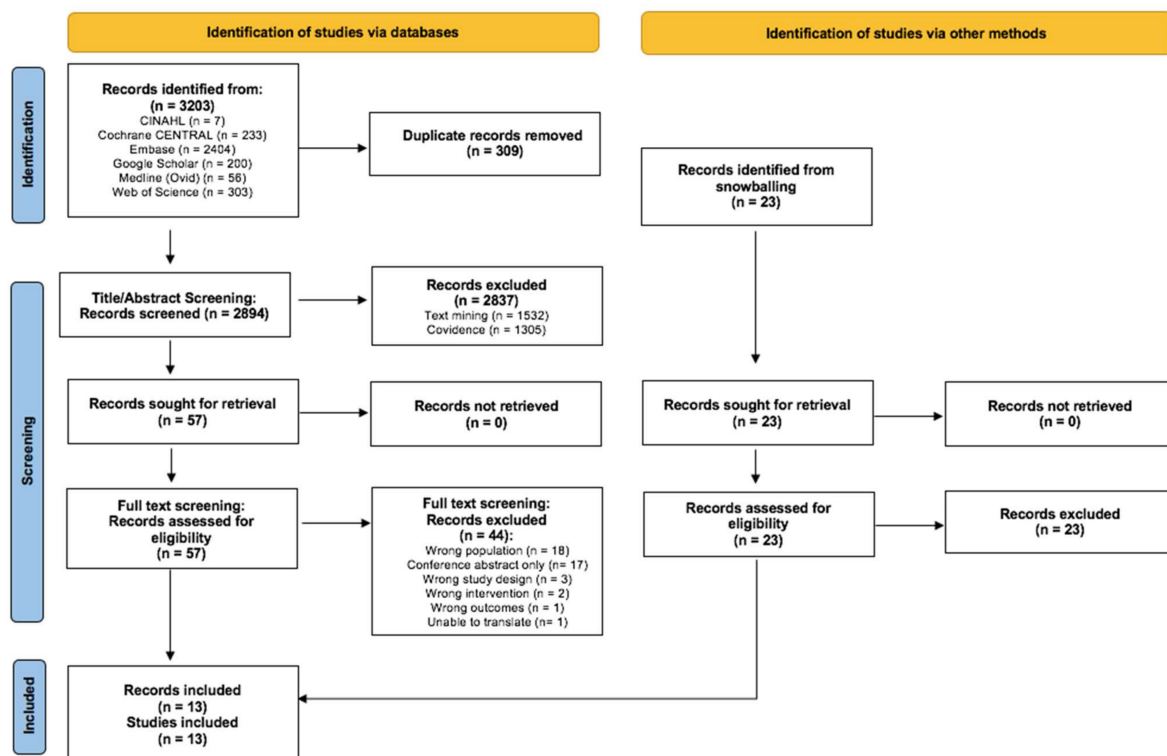 Identification of studies via databases
Identification of studies via other methods
Identification
Records identified from:
(n = 3203)
CINAHL (n = 7)
Cochrane CENTRAL (n = 233)
Embase (n = 2404)
Google Scholar (n = 200)
Medline (Ovid) (n = 56)
Web of Science (n = 303)
Duplicate records removed
(n = 309)
Records identified from
snowballing
(n = 23)
Screening
Title/Abstract Screening:
Records screened (n = 2894)
Records excluded
(n = 2837)
Text mining (n = 1532)
Covidence (n = 1305)
Records sought for retrieval
(n = 57)
Records not retrieved
(n = 0)
Records sought for retrieval
(n = 23)
Records not retrieved
(n = 0)
Full text screening:
Records assessed for
eligibility
(n = 57)
Full text screening:
Records excluded
(n = 44):
Wrong population (n = 18)
Conference abstract only (n= 17)
Wrong study design (n = 3)
Wrong intervention (n = 2)
Wrong outcomes (n = 1)
Unable to translate (n= 1)
Records assessed for
eligibility
(n = 23)
Records excluded
(n = 23)
Included
Records included
(n = 13)
Studies included
(n = 13)